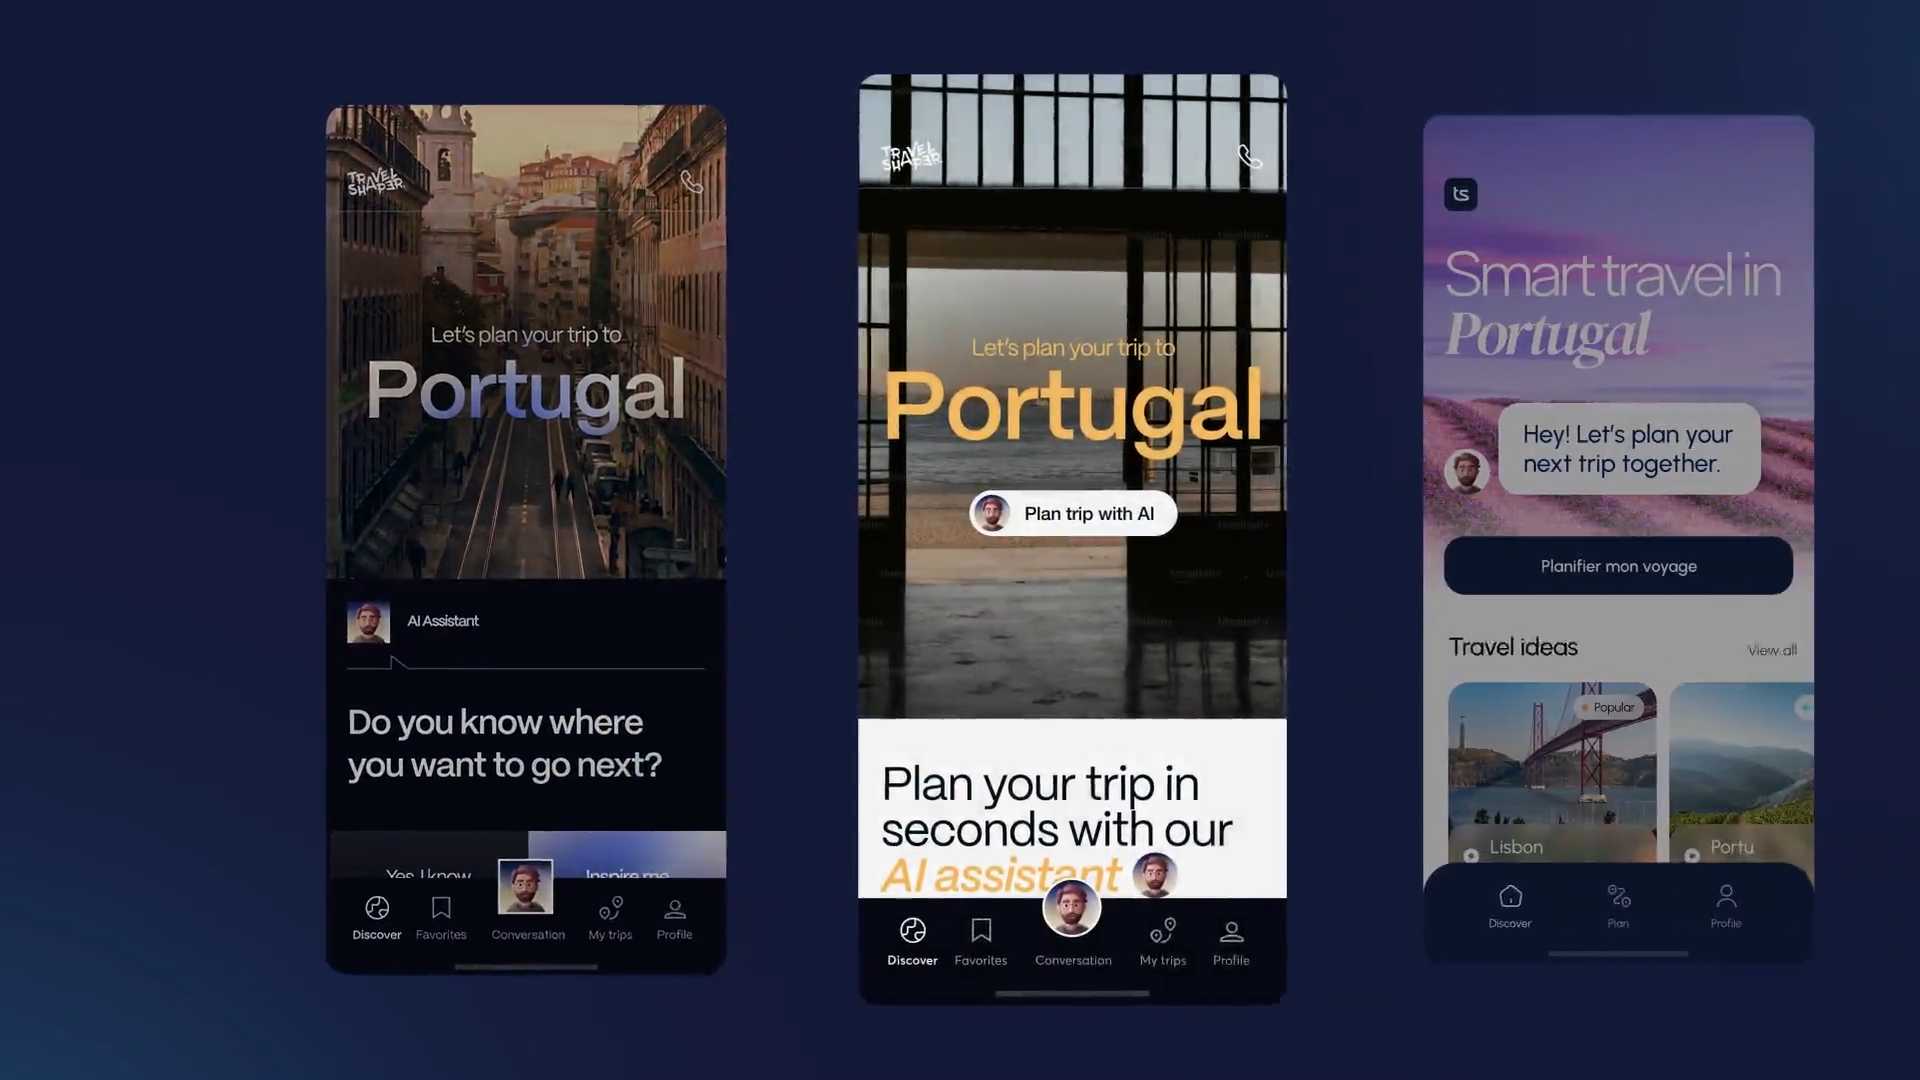 TRAVEL
SHAPER
Let's plan your trip to
Portugal
AI Assistant
Do you know where
you want to go next?
Yes I know
Inspire me
Discover
Favorites
Conversation
My trips
Profile
TRAVEL
SHAPER
Let's plan your trip to
Portugal
Plan trip with AI
Plan your trip in
seconds with our
AI assistant
Discover
Favorites
Conversation
My trips
Profile
ts
Smart travel in
Portugal
Hey! Let's plan your
next trip together.
Planifier mon voyage
Travel ideas
View all
Popular
Lisbon
Portu
Discover
Plan
Profile